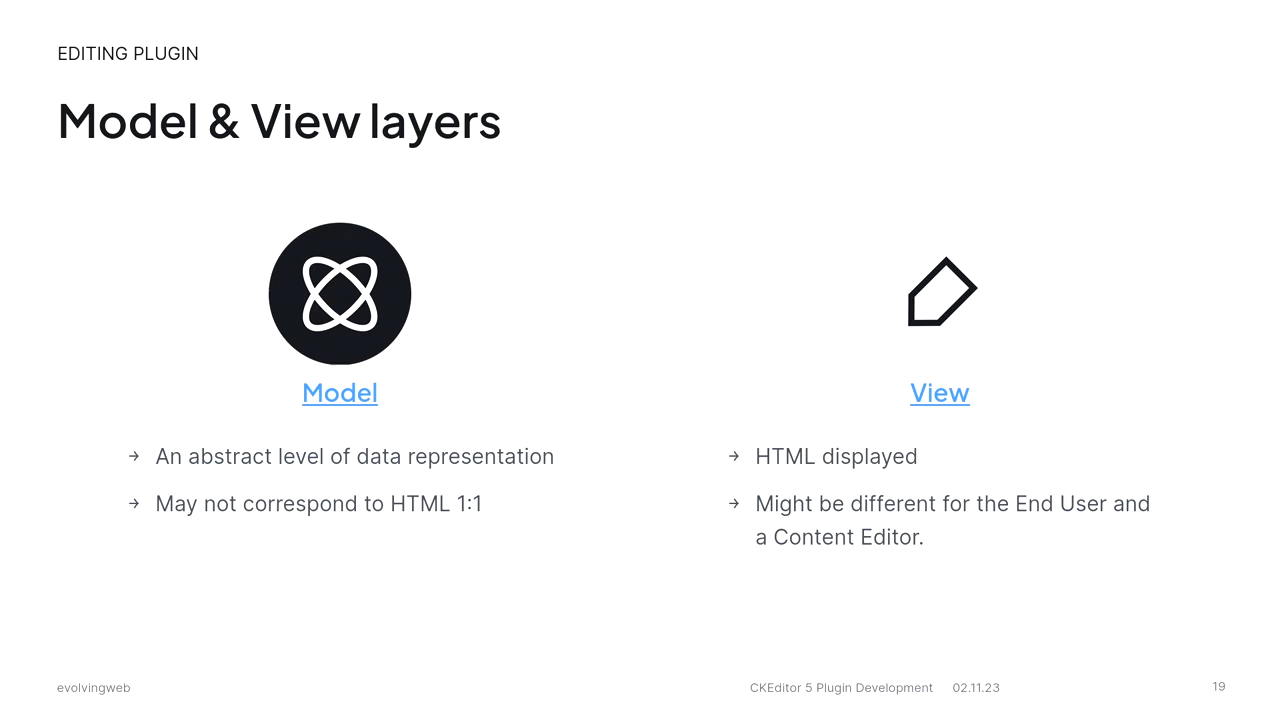 EDITING PLUGIN
Model & View layers
Model
→ An abstract level of data representation
→ May not correspond to HTML 1:1
View
→ HTML displayed
→ Might be different for the End User and
a Content Editor.
evolvingweb
CKEditor 5 Plugin Development 02.11.23
19